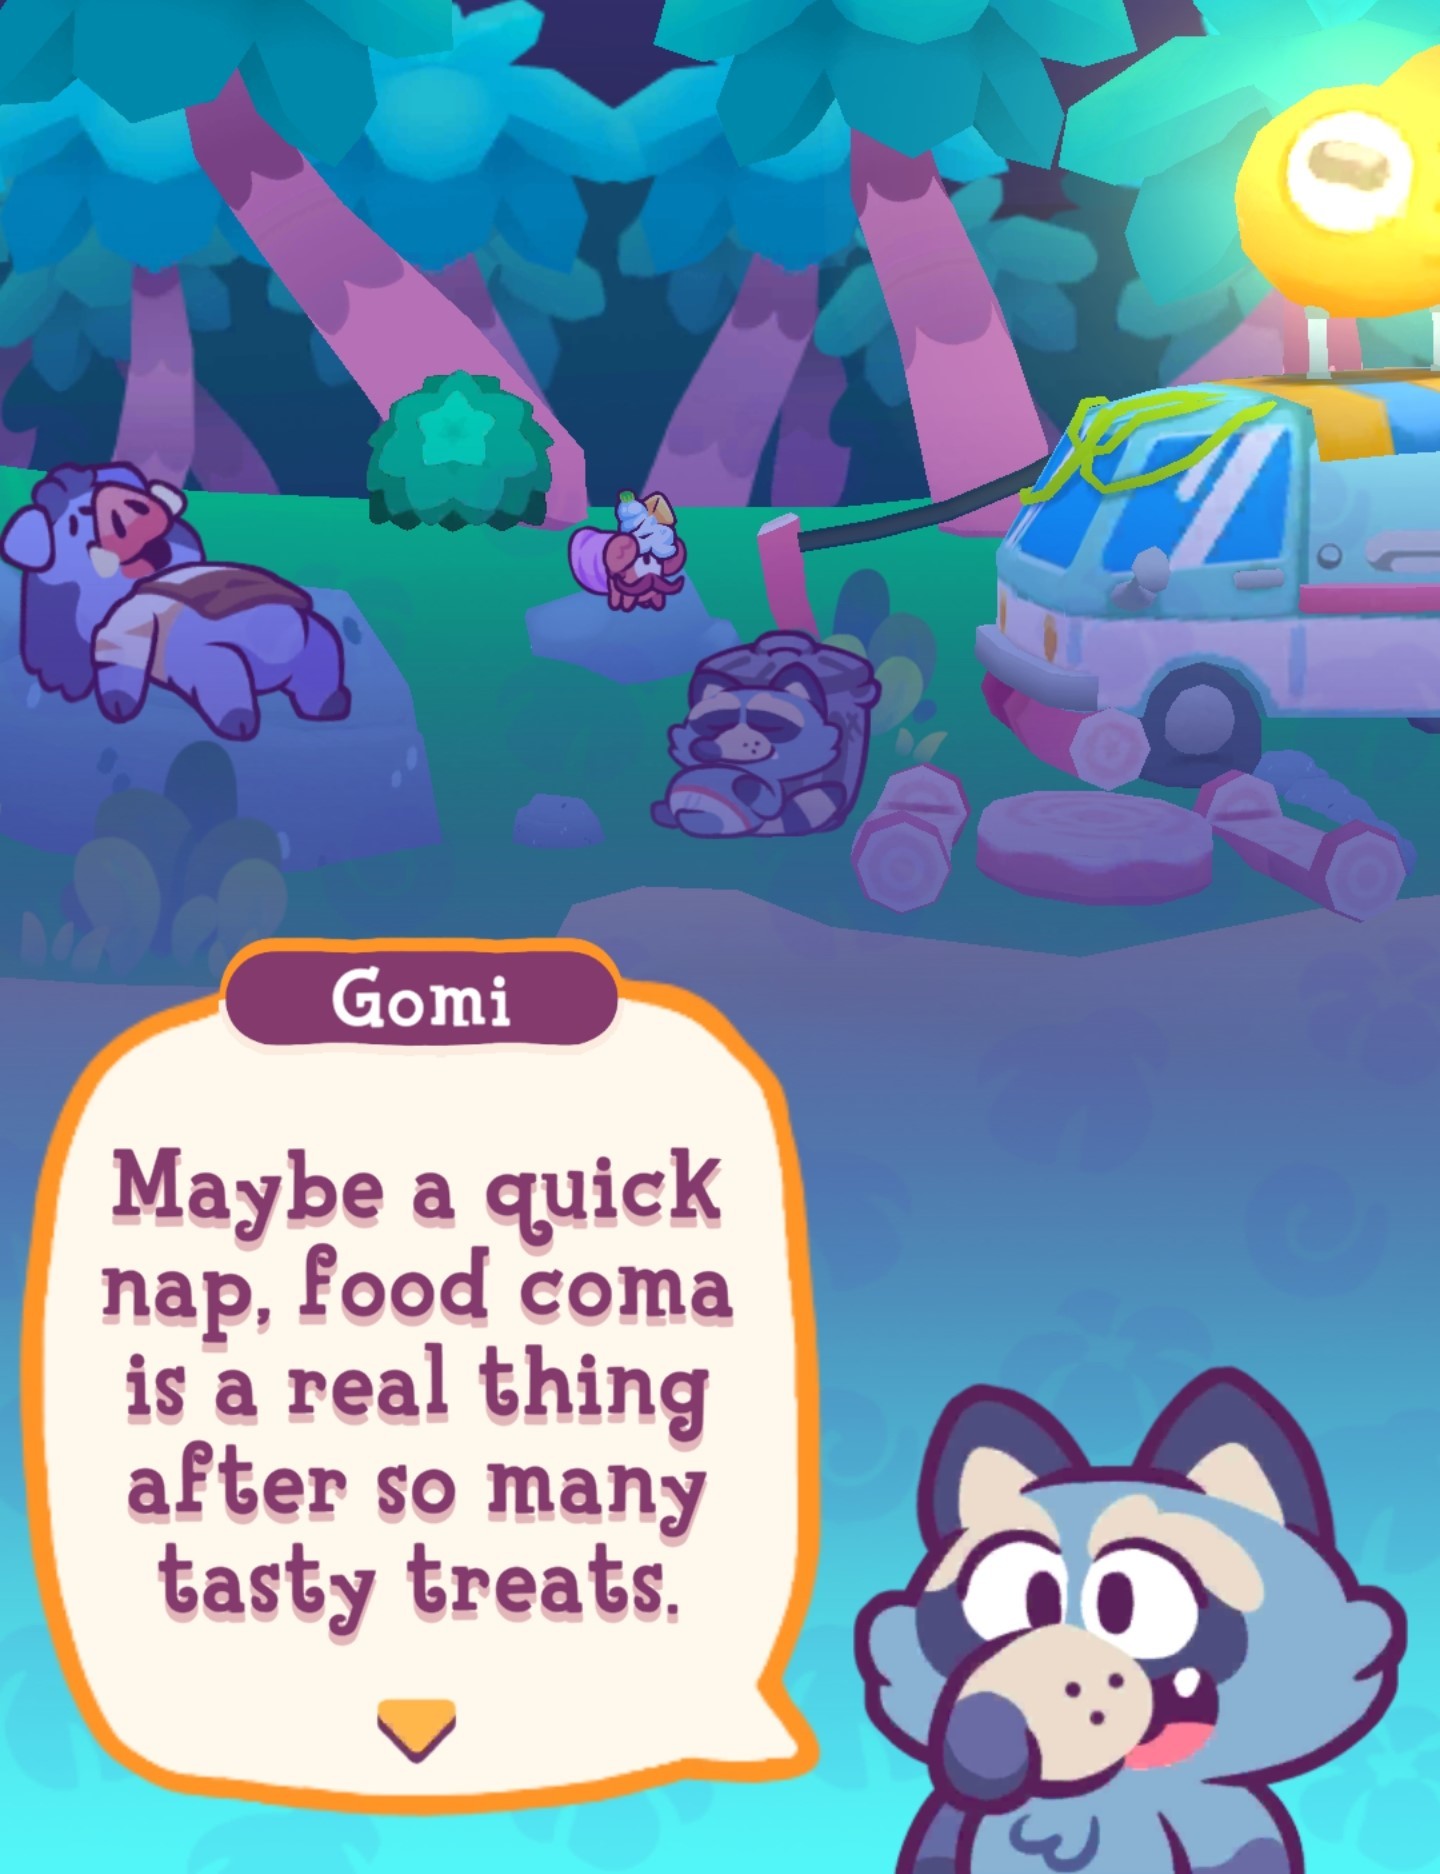 Gomi
Maybe a quick
nap, food coma
is a real thing
after so many
tasty treats.